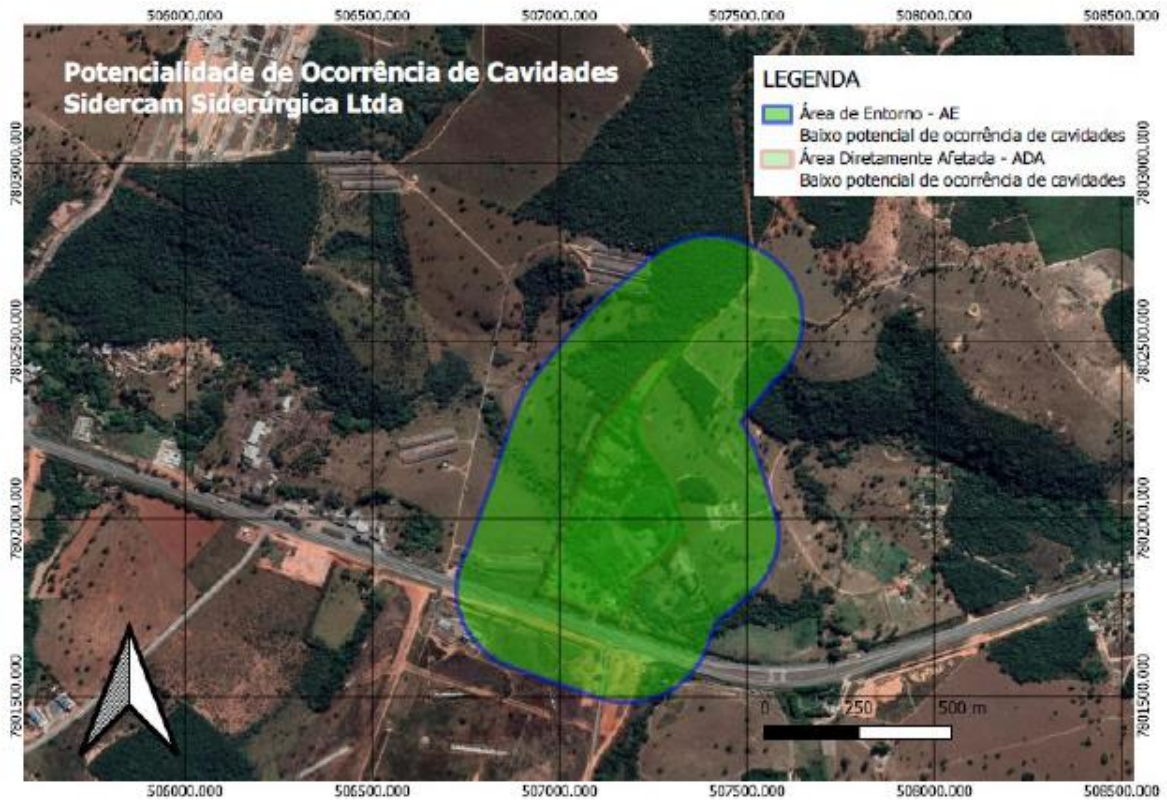 506000.000 506500.000 507000.000 507500.000 508000.000 508500.000
Potencialidade de Ocorrência de Cavidades
Sidercam Siderúrgica Ltda
LEGENDA
Área de Entorno - AE
Baixo potencial de ocorrência de cavidades
Área Diretamente Afetada - ADA
Baixo potencial de ocorrência de cavidades
7803000.000
7802500.000
7802000.000
7801500.000
7803000.000
7802500.000
7802000.000
7801500.000
0 250 500 m
506000.000 506500.000 507000.000 507500.000 508000.000 508500.000